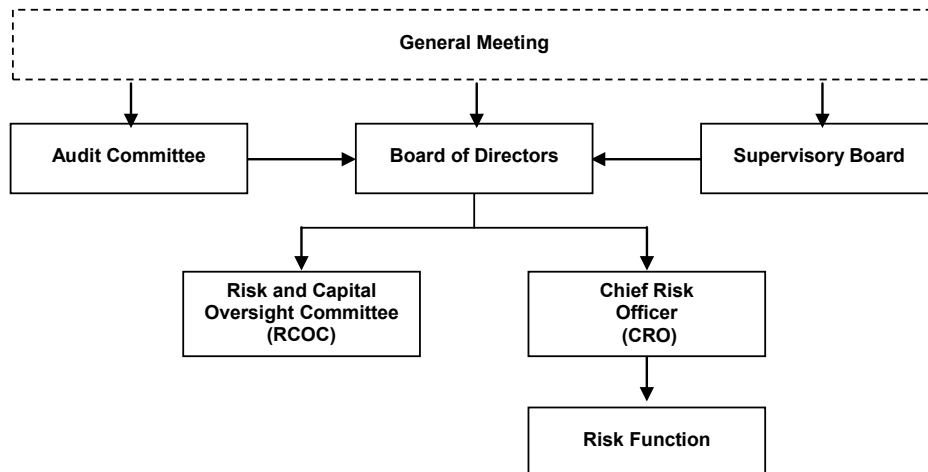 General Meeting
Audit Committee
Board of Directors
Supervisory Board
Risk and Capital
Oversight Committee
(RCOC)
Chief Risk
Officer
(CRO)
Risk Function